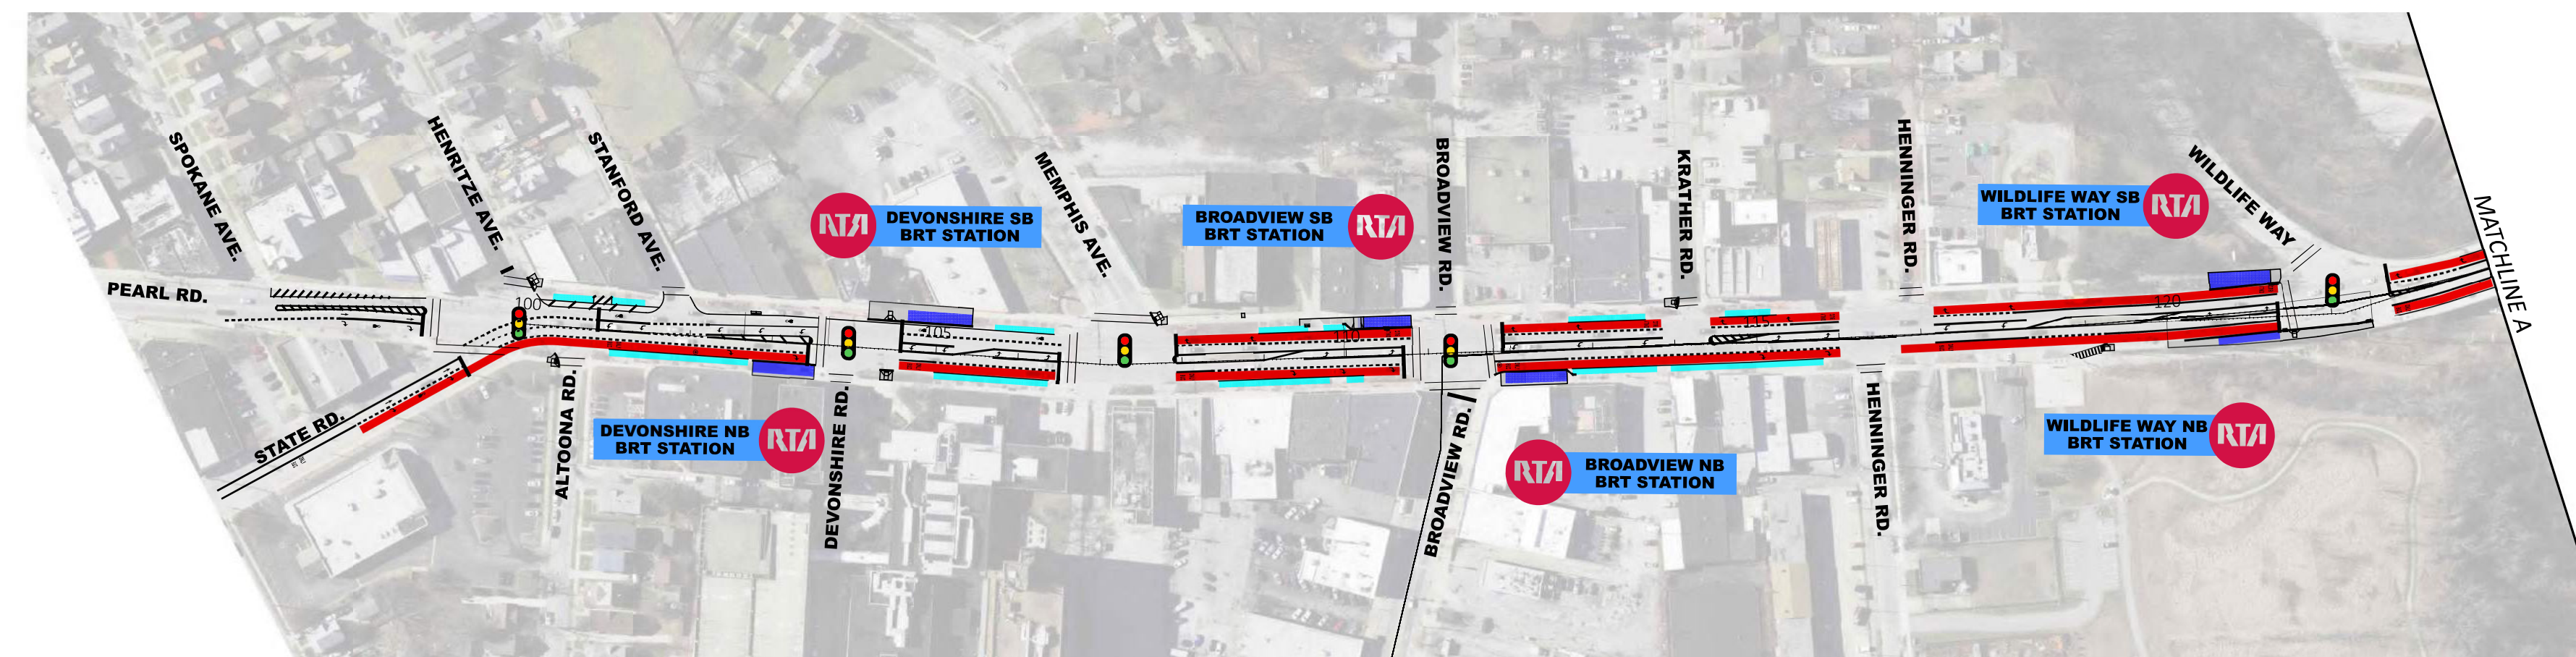 SPOKANE AVE.
HENRITZE AVE.
STANFORD AVE.
MEMPHIS AVE.
BROADVIEW RD.
KRATHER RD.
HENNINGER RD.
WILDLIFE WAY
MATCHLINE A
RTA
DEVONSHIRE SB
BRT STATION
BROADVIEW SB
BRT STATION
RTA
WILDLIFE WAY SB
BRT STATION
RTA
PEARL RD.
100
105
110
115
120
STATE RD.
ALTOONA RD.
DEVONSHIRE NB
BRT STATION
RTA
DEVONSHIRE RD.
BROADVIEW RD.
RTA
BROADVIEW NB
BRT STATION
HENNINGER RD.
WILDLIFE WAY NB
BRT STATION
RTA